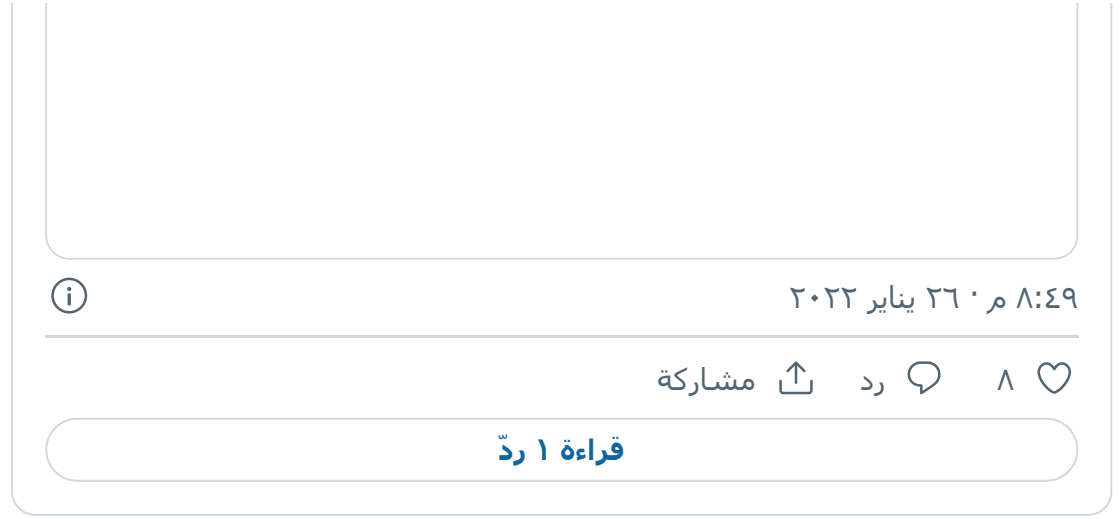 ٨:٤٩ م · ٢٦ يناير ٢٠٢٢
٨ رد مشاركة
قراءة ١ ردّ